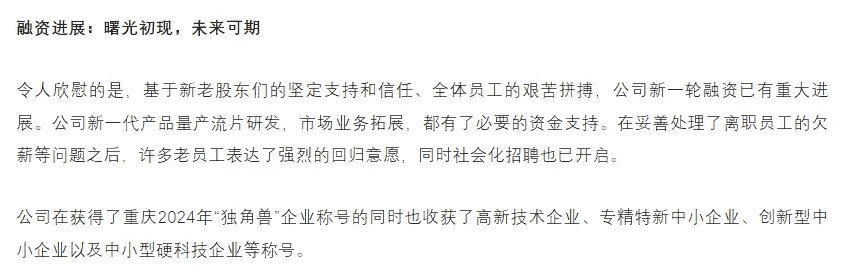 融资进展：曙光初现，未来可期
令人欣慰的是，基于新老股东们的坚定支持和信任、全体员工的艰苦拼搏，公司新一轮融资已有重大进
展。公司新一代产品量产流片研发，市场业务拓展，都有了必要的资金支持。在妥善处理了离职员工的欠
薪等问题之后，许多老员工表达了强烈的回归意愿，同时社会化招聘也已开启。
公司在获得了重庆2024年“独角兽”企业称号的同时也收获了高新技术企业、专精特新中小企业、创新型中
小企业以及中小型硬科技企业等称号。